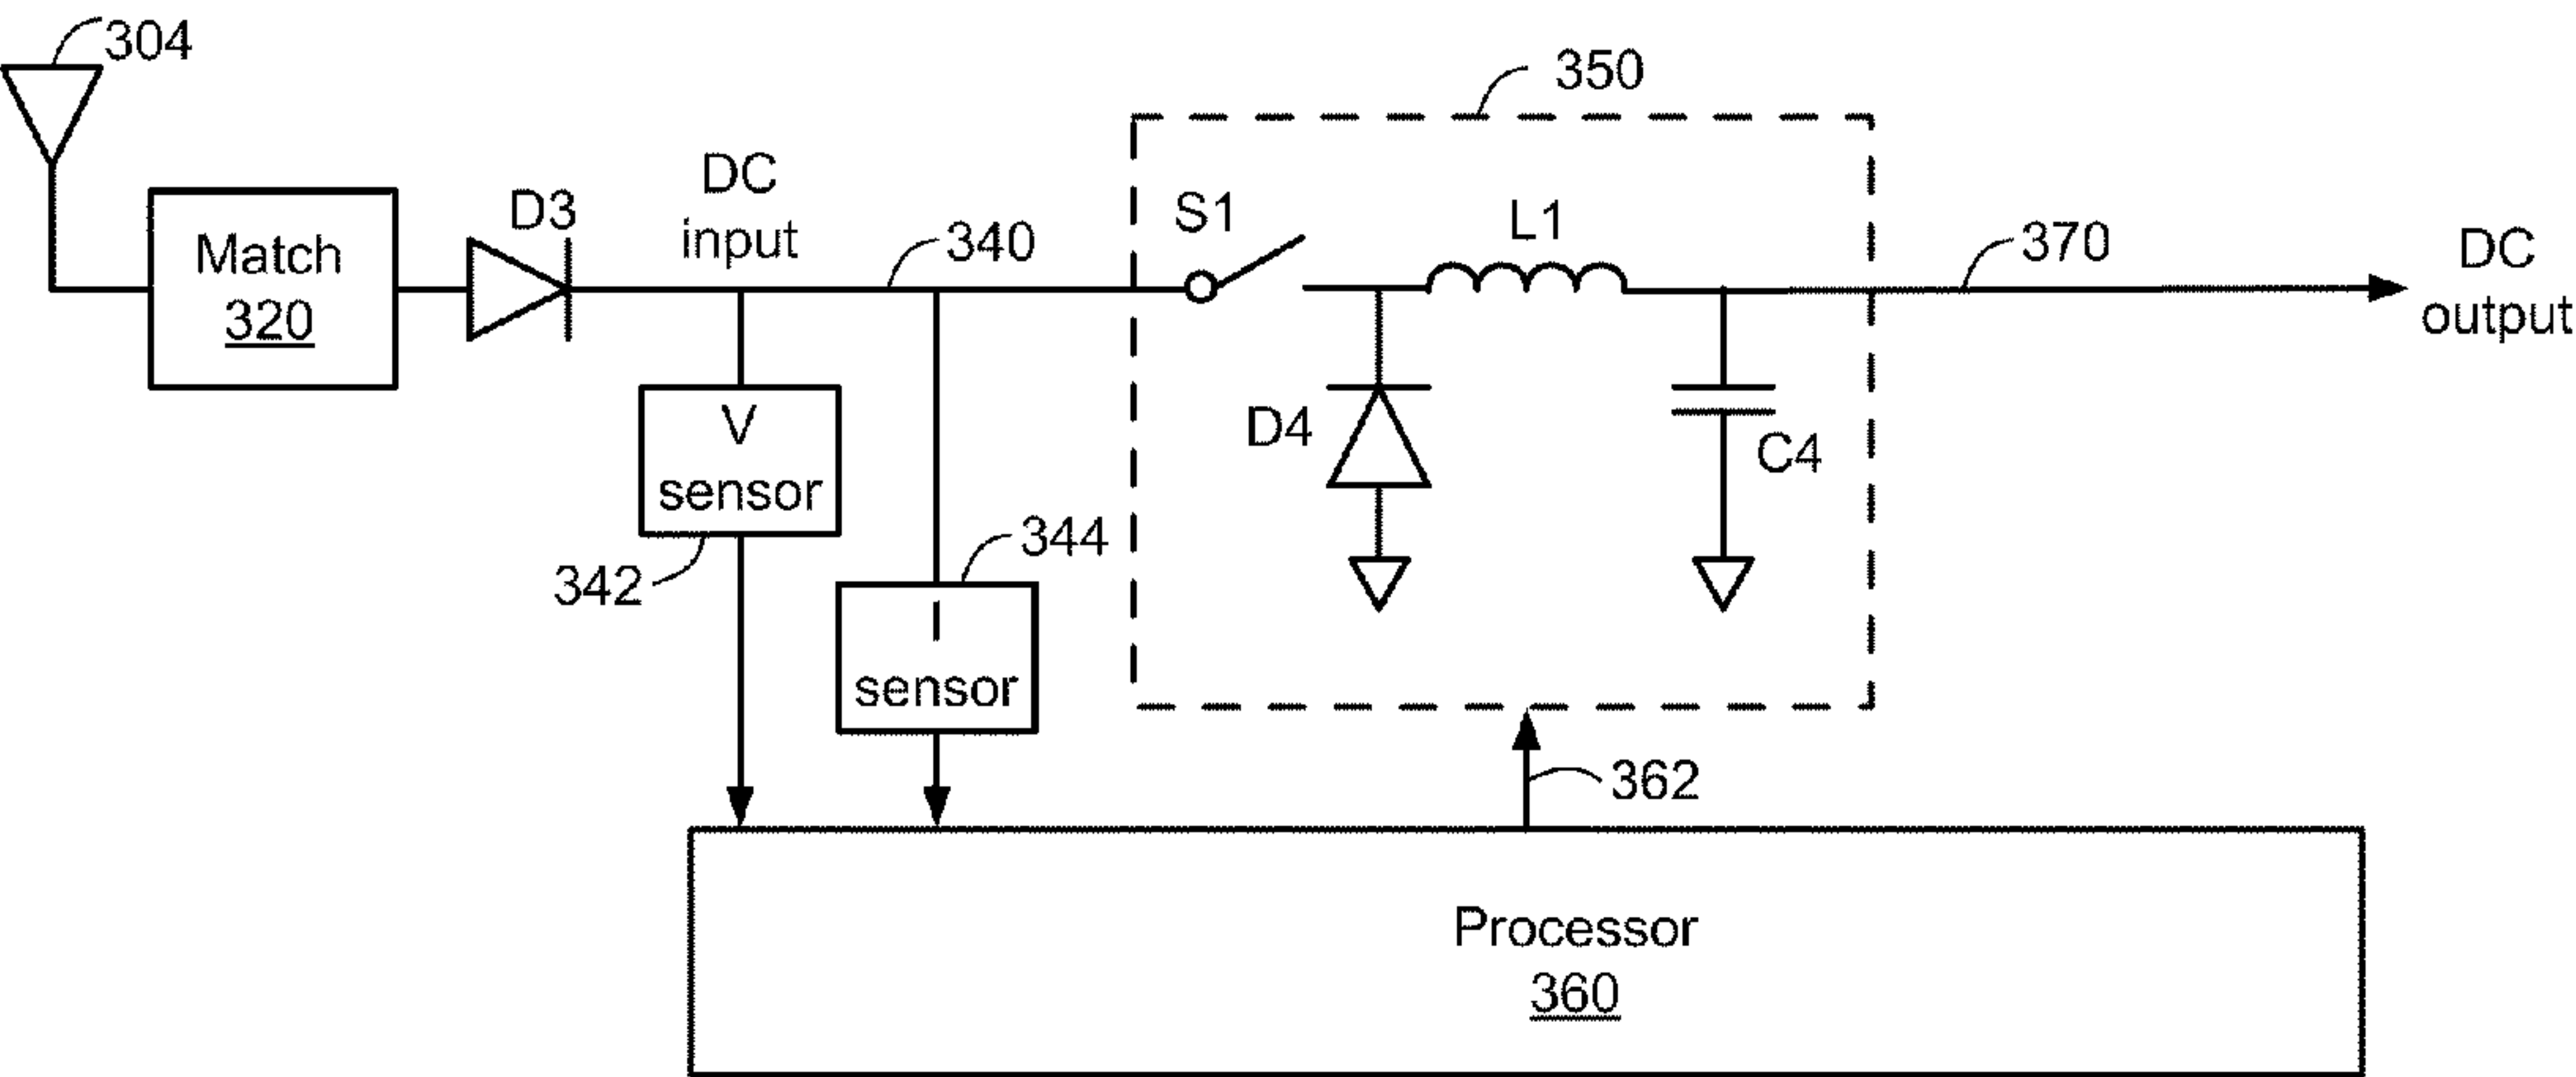 304
350
DC
input
D3
S1
L1
340
370
DC
output
Match
320
V
sensor
D4
C4
344
342
I
sensor
362
Processor
360